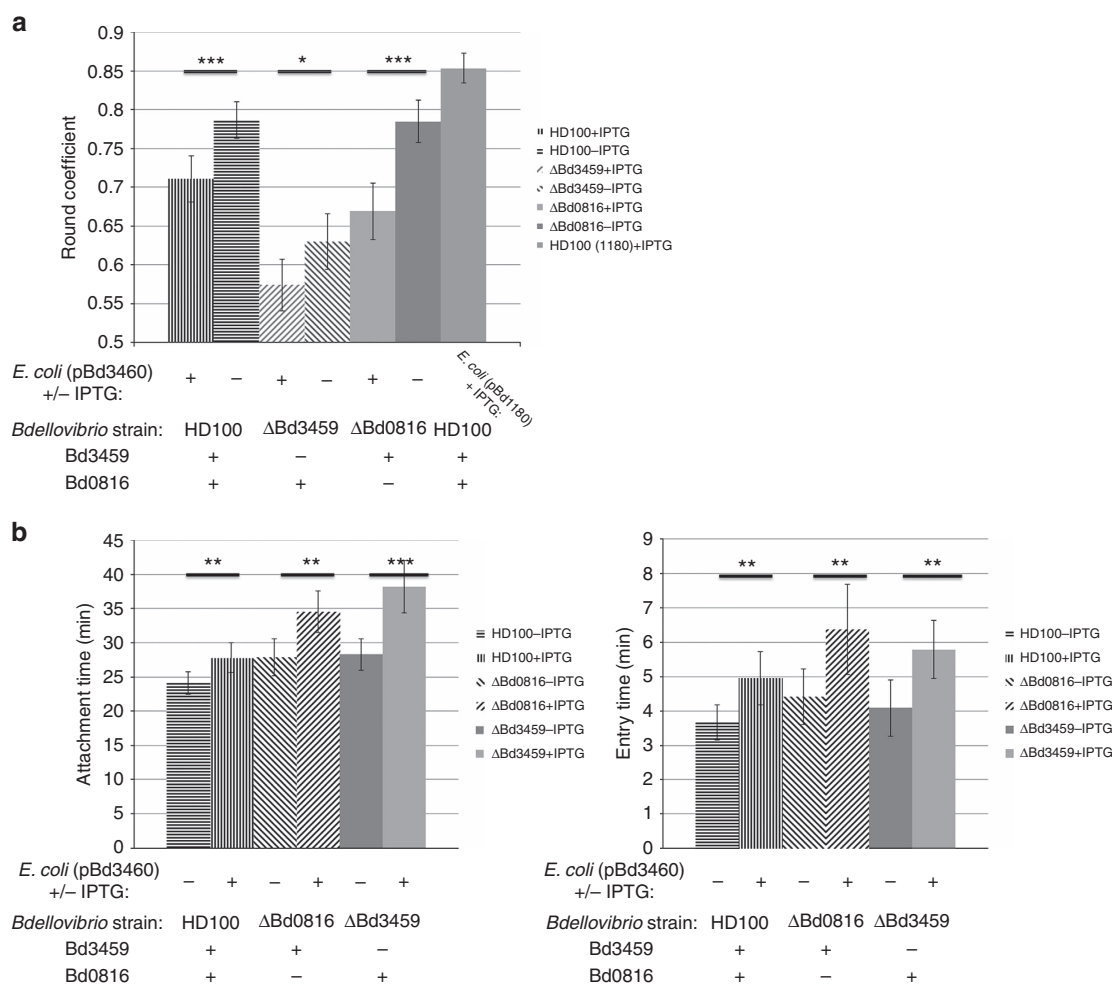 a
0.9
0.85
0.8
0.75
0.7
0.65
0.6
0.55
0.5
Round coefficient
*** * ***
HD100+IPTG
HD100–IPTG
ΔBd3459+IPTG
ΔBd3459–IPTG
ΔBd0816+IPTG
ΔBd0816–IPTG
HD100 (1180)+IPTG
E. coli (pBd3460)
+/– IPTG:
+ – + – + –
E. coli (pBd1180)
+ IPTG:
Bdellovibrio strain: HD100 ΔBd3459 ΔBd0816 HD100
Bd3459 + – + +
Bd0816 + + – +
b
45
40
35
30
25
20
15
10
5
0
Attachment time (min)
** ** ***
HD100–IPTG
HD100+IPTG
ΔBd0816–IPTG
ΔBd0816+IPTG
ΔBd3459–IPTG
ΔBd3459+IPTG
E. coli (pBd3460)
+/– IPTG:
– + – + – +
Bdellovibrio strain: HD100 ΔBd0816 ΔBd3459
Bd3459 + + –
Bd0816 + – +
9
8
7
6
5
4
3
2
1
0
Entry time (min)
** ** **
HD100–IPTG
HD100+IPTG
ΔBd0816–IPTG
ΔBd0816+IPTG
ΔBd3459–IPTG
ΔBd3459+IPTG
E. coli (pBd3460)
+/– IPTG:
– + – + – +
Bdellovibrio strain: HD100 ΔBd0816 ΔBd3459
Bd3459 + + –
Bd0816 + – +